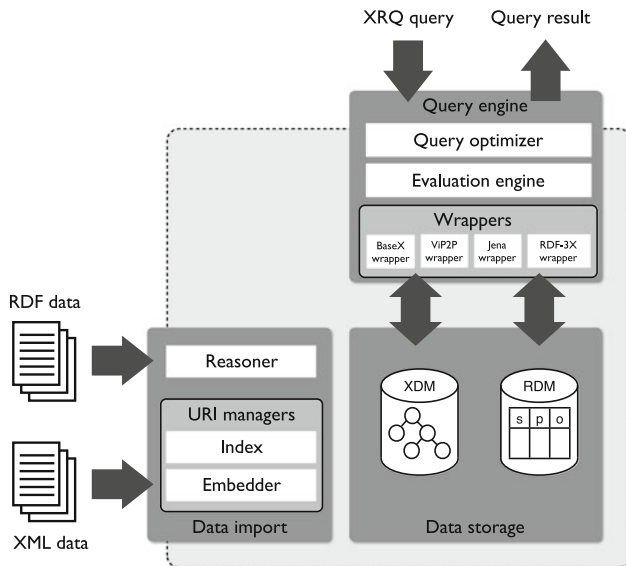 XRQ query
Query result
Query engine
Query optimizer
Evaluation engine
Wrappers
BaseX
wrapper
ViP2P
wrapper
Jena
wrapper
RDF-3X
wrapper
RDF data
Reasoner
URI managers
Index
Embedder
Data import
XML data
XDM
RDM
s p o
Data storage